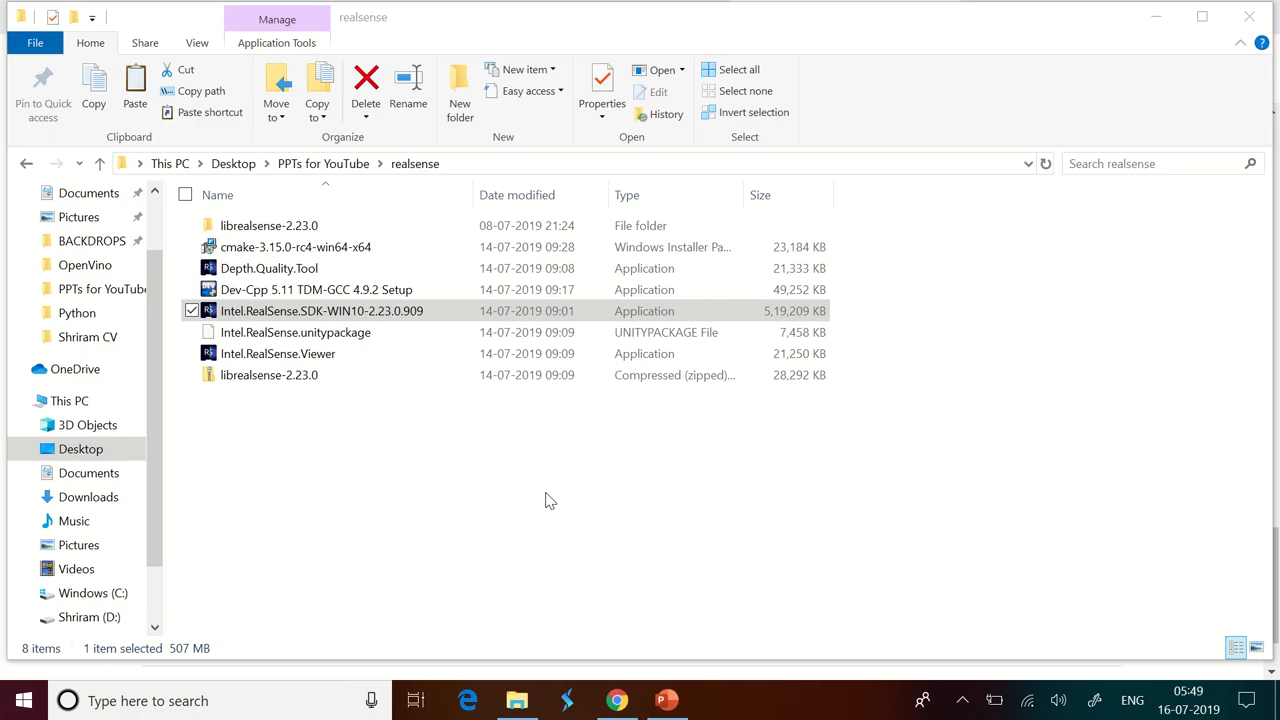 Manage
realsense
File
Home
Share
View
Application Tools
Pin to Quick access
Copy
Paste
Cut
Copy path
Paste shortcut
Clipboard
Move to
Copy to
Delete
Rename
Organize
New folder
New item
Easy access
New
Properties
Open
Edit
History
Open
Select all
Select none
Invert selection
Select
This PC > Desktop > PPTs for YouTube > realsense
Search realsense
Name Date modified Type Size
librealsense-2.23.0 08-07-2019 21:24 File folder
cmake-3.15.0-rc4-win64-x64 14-07-2019 09:28 Windows Installer Pa... 23,184 KB
Depth.Quality.Tool 14-07-2019 09:08 Application 21,333 KB
Dev-Cpp 5.11 TDM-GCC 4.9.2 Setup 14-07-2019 09:17 Application 49,252 KB
Intel.RealSense.SDK-WIN10-2.23.0.909 14-07-2019 09:01 Application 5,19,209 KB
Intel.RealSense.unitypackage 14-07-2019 09:09 UNITYPACKAGE File 7,458 KB
Intel.RealSense.Viewer 14-07-2019 09:09 Application 21,250 KB
librealsense-2.23.0 14-07-2019 09:09 Compressed (zipped)... 28,292 KB
Documents
Pictures
BACKDROPS
OpenVino
PPTs for YouTub
Python
Shriram CV
OneDrive
This PC
3D Objects
Desktop
Documents
Downloads
Music
Pictures
Videos
Windows (C:)
Shriram (D:)
8 items 1 item selected 507 MB
Type here to search
ENG
05:49
16-07-2019